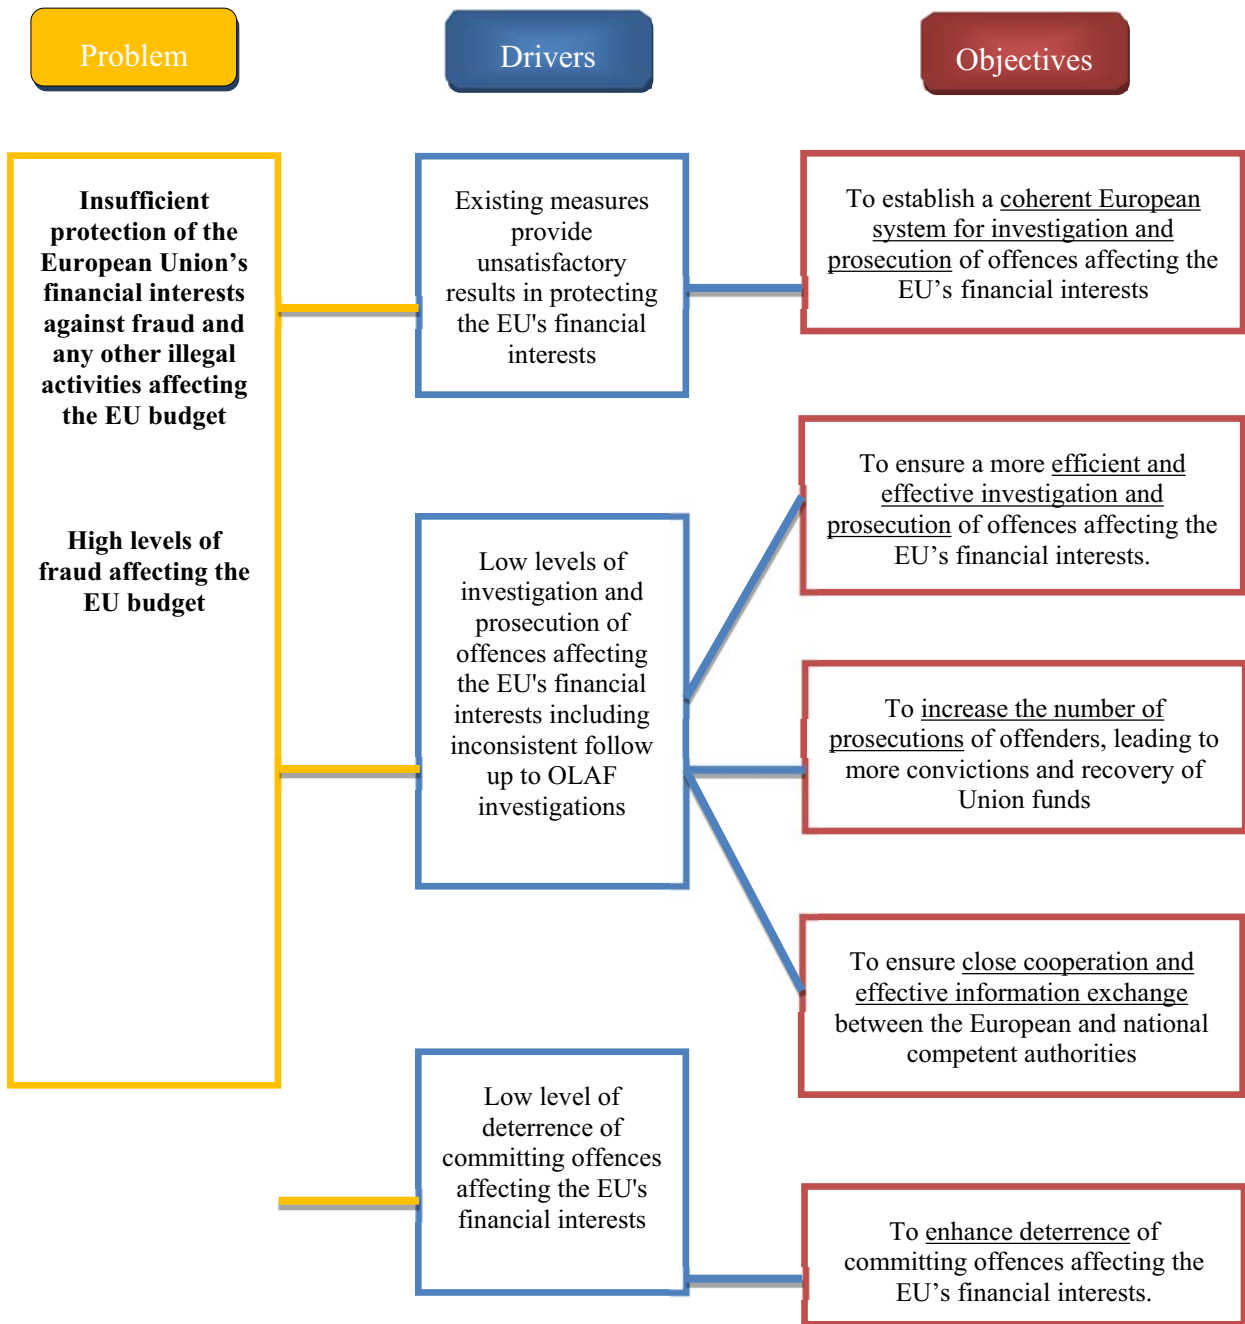 Problem
Drivers
Objectives
Insufficient
protection of the
European Union’s
financial interests
against fraud and
any other illegal
activities affecting
the EU budget
High levels of
fraud affecting the
EU budget
Existing measures
provide
unsatisfactory
results in protecting
the EU's financial
interests
Low levels of
investigation and
prosecution of
offences affecting
the EU's financial
interests including
inconsistent follow
up to OLAF
investigations
Low level of
deterrence of
committing offences
affecting the EU's
financial interests
To establish a coherent European
system for investigation and
prosecution of offences affecting the
EU’s financial interests
To ensure a more efficient and
effective investigation and
prosecution of offences affecting the
EU’s financial interests.
To increase the number of
prosecutions of offenders, leading to
more convictions and recovery of
Union funds
To ensure close cooperation and
effective information exchange
between the European and national
competent authorities
To enhance deterrence of
committing offences affecting the
EU’s financial interests.